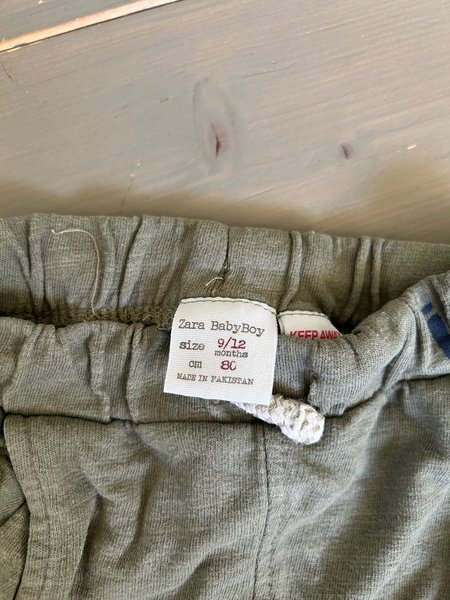 Zara BabyBoy
size 9/12
months
cm 80
MADE IN PAKISTAN
KEEP AWA